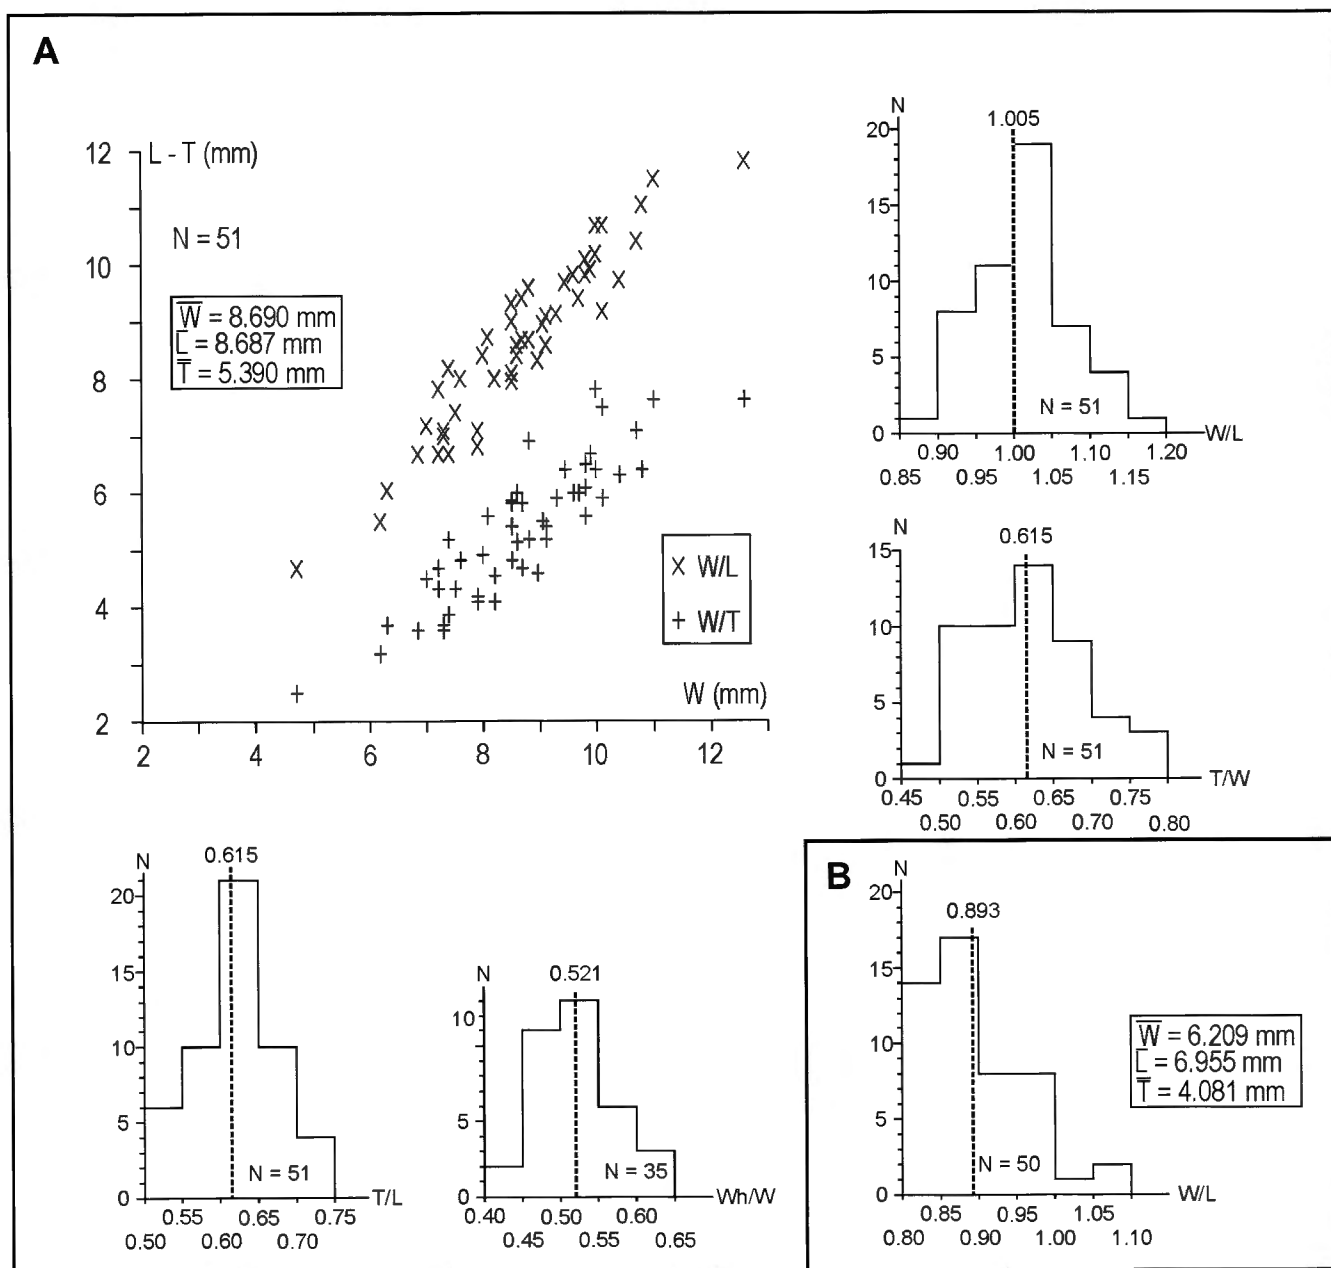 A
L - T (mm)
N = 51
W = 8.690 mm
L = 8.687 mm
T = 5.390 mm
12
10
8
6
4
2
× W/L
+ W/T
W (mm)
2 4 6 8 10 12
N
1.005
20
15
10
5
0
N = 51
W/L
0.90 1.00 1.10 1.20
0.85 0.95 1.05 1.15
N
0.615
15
10
5
0
N = 51
T/W
0.45 0.55 0.65 0.75
0.50 0.60 0.70 0.80
N
0.615
20
15
10
5
0
N = 51
T/L
0.55 0.65 0.75
0.50 0.60 0.70
N
0.521
10
5
0
N = 35
Wh/W
0.40 0.50 0.60
0.45 0.55 0.65
B
N
0.893
20
15
10
5
0
W = 6.209 mm
L = 6.955 mm
T = 4.081 mm
N = 50
W/L
0.85 0.95 1.05
0.80 0.90 1.00 1.10